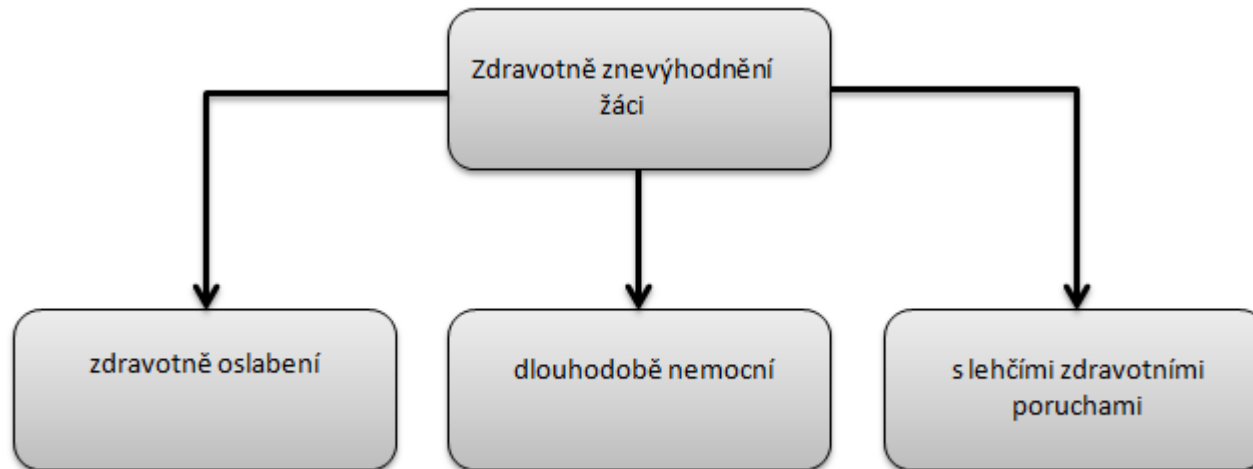 Zdravotně znevýhodnění
žáci
zdravotně oslabení
dlouhodobě nemocní
s lehčími zdravotními
poruchami